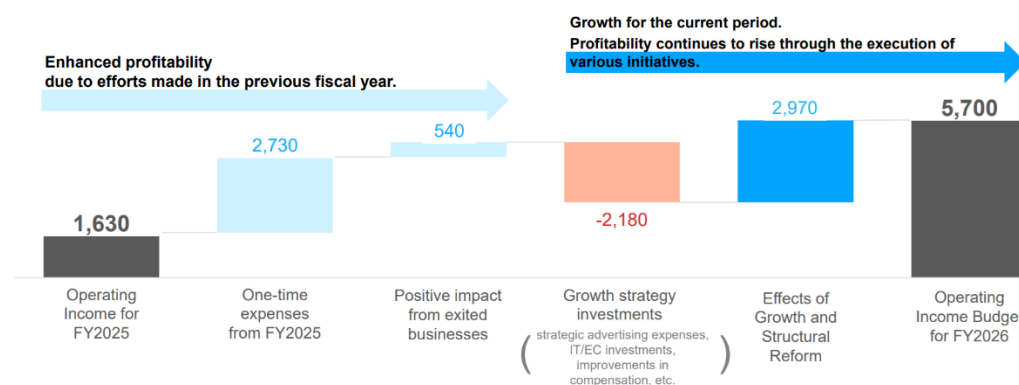 Growth for the current period.
Profitability continues to rise through the execution of
various initiatives.
Enhanced profitability
due to efforts made in the previous fiscal year.
1,630
2,730
540
-2,180
2,970
5,700
Operating
Income for
FY2025
One-time
expenses
from FY2025
Positive impact
from exited
businesses
Growth strategy
investments
( strategic advertising expenses,
IT/EC investments,
improvements in
compensation, etc. )
Effects of
Growth and
Structural
Reform
Operating
Income Budget
for FY2026